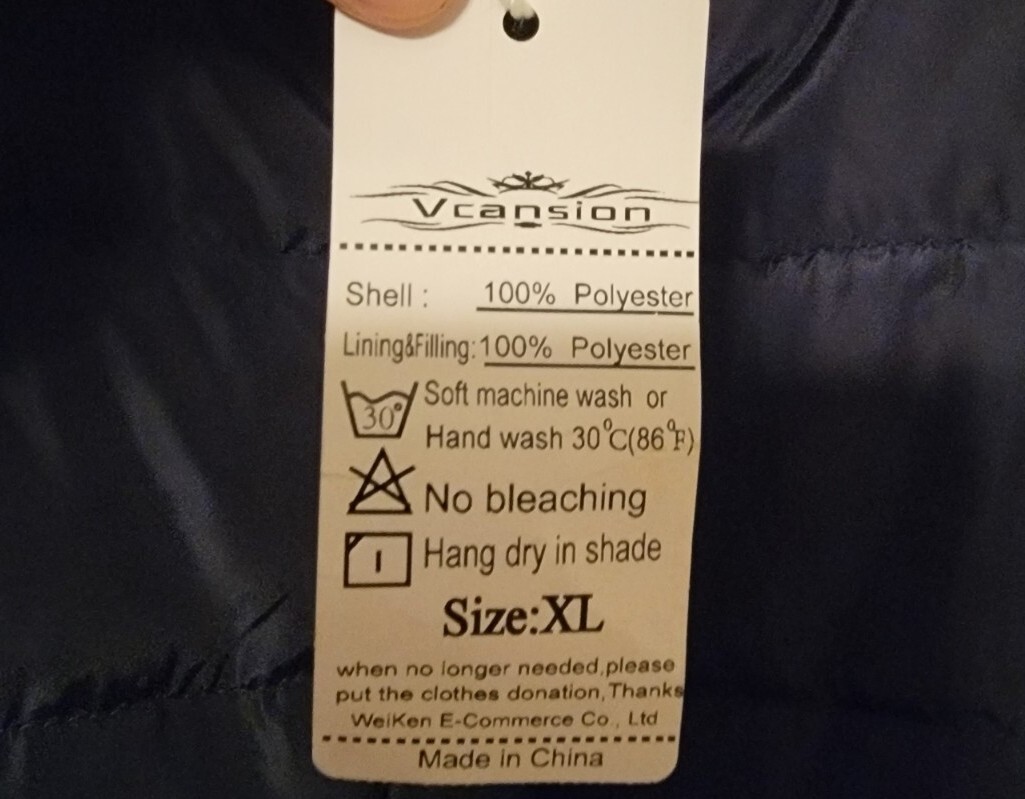 Vcansion
Shell : 100% Polyester
Lining&Filling: 100% Polyester
30° Soft machine wash or
Hand wash 30°C(86°F)
No bleaching
Hang dry in shade
Size:XL
when no longer needed,please
put the clothes donation,Thanks
WeiKen E-Commerce Co., Ltd
Made in China